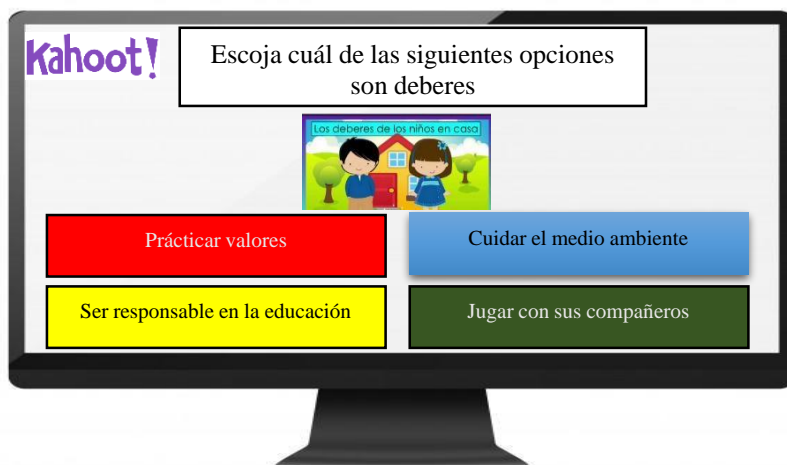 Kahoot!
Escoja cuál de las siguientes opciones
son deberes
Los deberes de los niños en casa
Prácticar valores
Cuidar el medio ambiente
Ser responsable en la educación
Jugar con sus compañeros